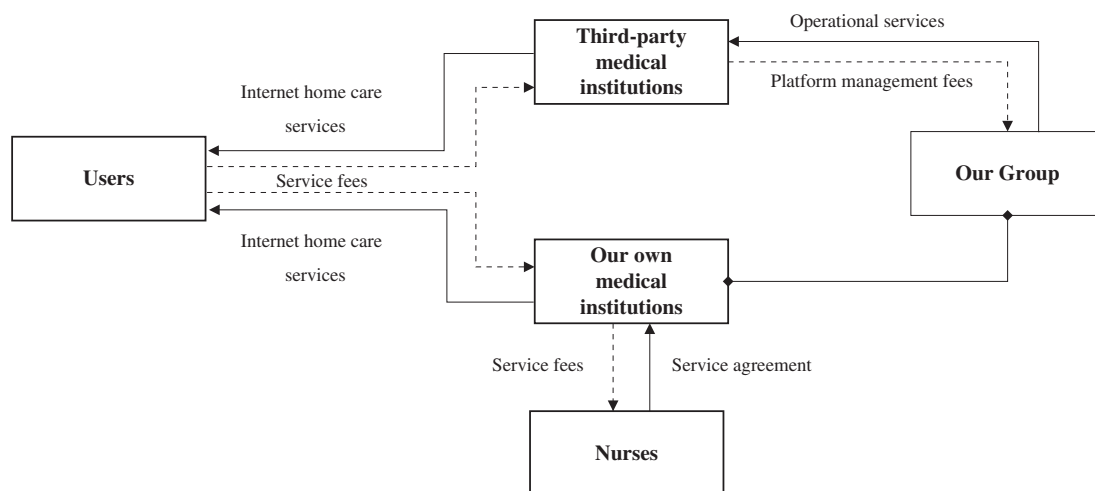 Operational services
Third-party
medical
institutions
Platform management fees
Internet home care
services
Users
Service fees
Our Group
Internet home care
services
Our own
medical
institutions
Service fees
Service agreement
Nurses